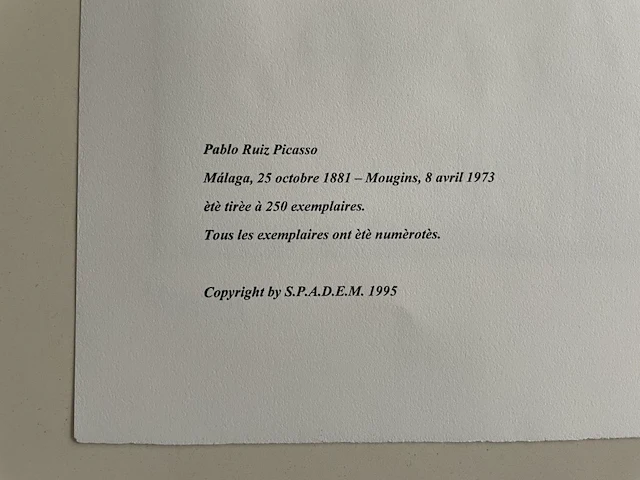 Pablo Ruiz Picasso
Málaga, 25 octobre 1881 – Mougins, 8 avril 1973
ètè tirèe à 250 exemplaires.
Tous les exemplaires ont ètè numèrotès.
Copyright by S.P.A.D.E.M. 1995